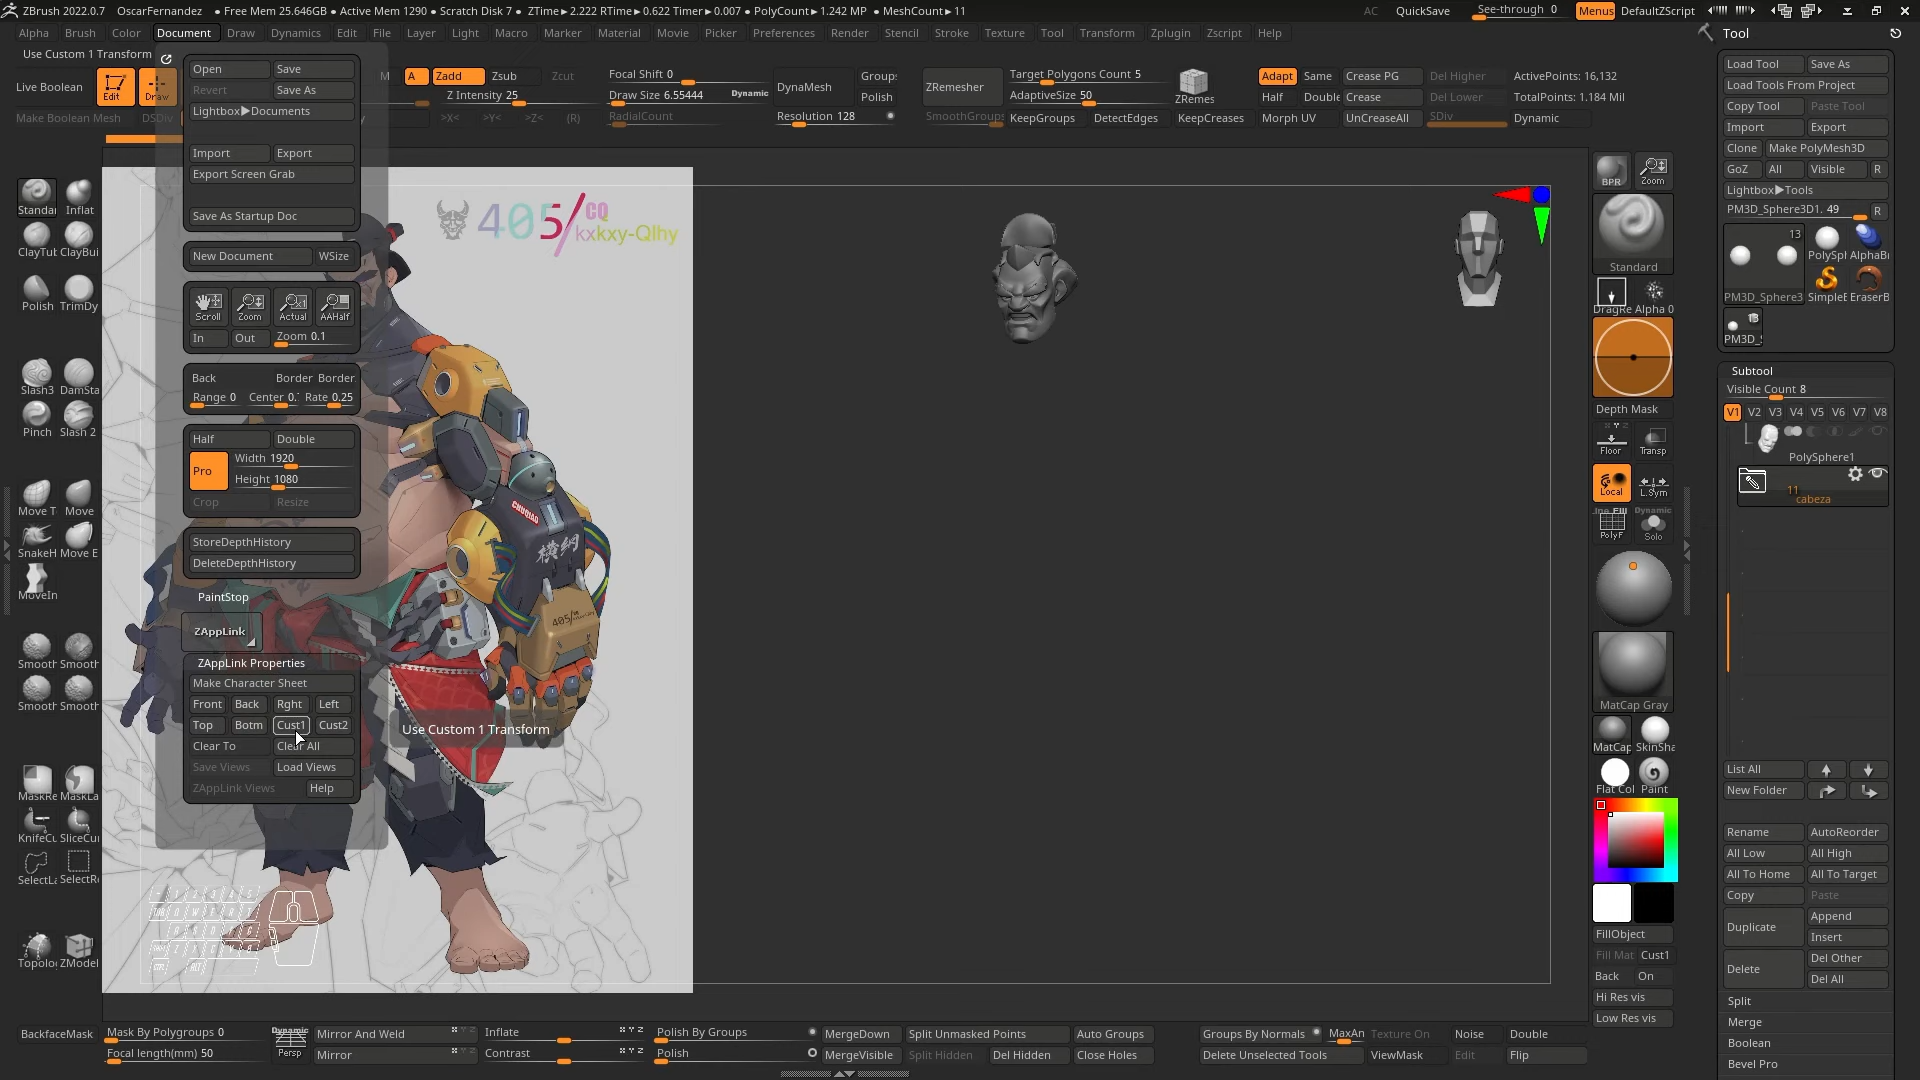 ZBrush 2022.0.7 OscarFernandez • Free Mem 25.646GB • Active Mem 1290 • Scratch Disk 7 • ZTime▸2.222 RTime▸0.622 Timer▸0.007 • PolyCount▸1.242 MP • MeshCount▸11 AC QuickSave See-through 0 Menus DefaultZScript
Alpha Brush Color Document Draw Dynamics Edit File Layer Light Macro Marker Material Movie Picker Preferences Render Stencil Stroke Texture Tool Transform Zplugin Zscript Help
Use Custom 1 Transform
Live Boolean Edit Draw M A Zadd Zsub Zcut
Z Intensity 25
Focal Shift 0
Draw Size 6.55444 Dynamic
RadialCount
DynaMesh Group
Polish
Resolution 128
ZRemesher
SmoothGroups
Target Polygons Count 5
AdaptiveSize 50
KeepGroups DetectEdges KeepCreases
ZRemes
Adapt Same
Half Double
Morph UV
Crease PG
Crease
UnCreaseAll
Del Higher
Del Lower
SDiv
ActivePoints: 16,132
TotalPoints: 1.184 Mil
Dynamic
Make Boolean Mesh DSDiv >X< >Y< >Z< (R)
Open Save
Revert Save As
Lightbox▶Documents
Import Export
Export Screen Grab
Save As Startup Doc
New Document WSize
Scroll Zoom Actual AAHalf
In Out Zoom 0.1
Back Border Border
Range 0 Center 0. Rate 0.25
Half Double
Pro Width 1920
Height 1080
Crop Resize
StoreDepthHistory
DeleteDepthHistory
PaintStop
ZAppLink
ZAppLink Properties
Make Character Sheet
Front Back Rght Left
Top Botm Cust1 Cust2
Clear To Clear All
Save Views Load Views
ZAppLink Views Help
Use Custom 1 Transform
405/CQ
kxkxy-Qlhy
CHUQIAO
横纲
405/
Standar Inflat
ClayTul ClayBui
Polish TrimDy
Slash3 DamSta
Pinch Slash 2
Move T Move
SnakeH Move E
MoveIn
Smooth Smooth
Smooth Smooth
MaskRe MaskLa
KnifeCu SliceCu
SelectLa SelectRe
Topolo ZModel
BPR Zoom
Standard
DragRe Alpha 0
Depth Mask
Floor Transp
Local L.Sym
Line Fill Dynamic
PolyF Solo
MatCap Gray
MatCap SkinSha
Flat Col Paint
FillObject
Fill Mat Cust1
Back On
Hi Res vis
Low Res vis
Tool
Load Tool Save As
Load Tools From Project
Copy Tool Paste Tool
Import Export
Clone Make PolyMesh3D
GoZ All Visible R
Lightbox▶Tools
PM3D_Sphere3D1. 49 R
13
PolySpl AlphaB
PM3D_Sphere3 SimpleE EraserB
PM3D_S
Subtool
Visible Count 8
V1 V2 V3 V4 V5 V6 V7 V8
PolySphere1
11
cabeza
List All
New Folder
Rename AutoReorder
All Low All High
All To Home All To Target
Copy Paste
Duplicate Append
Insert
Delete Del Other
Del All
Split
Merge
Boolean
Bevel Pro
BackfaceMask Mask By Polygroups 0
Focal length(mm) 50
Dynamic
Persp
Mirror And Weld
Mirror
Inflate
Contrast
Polish By Groups
Polish
MergeDown Split Unmasked Points Auto Groups
MergeVisible Split Hidden Del Hidden Close Holes
Groups By Normals MaxAn Texture On Noise Double
Delete Unselected Tools ViewMask Edit Flip